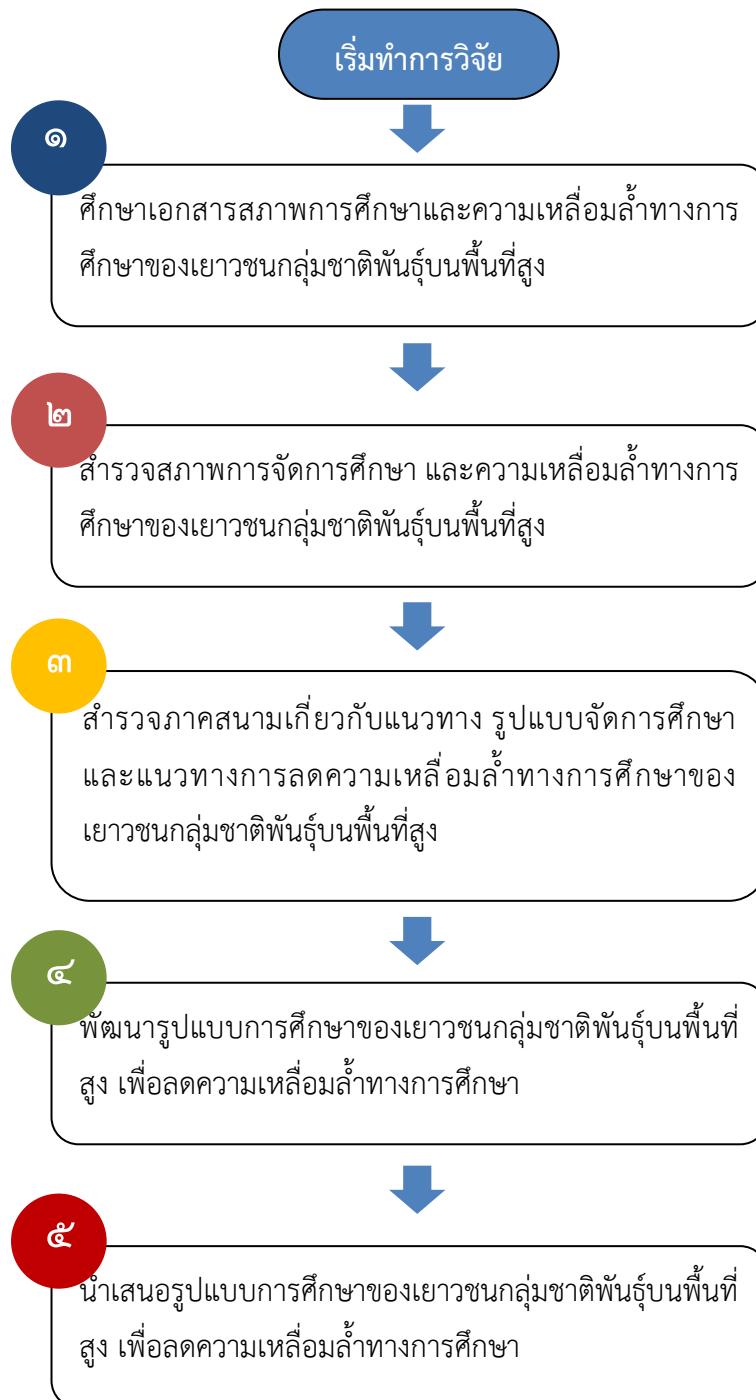 เริ่มทำการวิจัย
๑
ศึกษาเอกสารสภาพการศึกษาและความเหลื่อมล้ำทางการ
ศึกษาของเยาวชนกลุ่มชาติพันธุ์บนพื้นที่สูง
๒
สำรวจสภาพการจัดการศึกษา และความเหลื่อมล้ำทางการ
ศึกษาของเยาวชนกลุ่มชาติพันธุ์บนพื้นที่สูง
๓
สำรวจภาคสนามเกี่ยวกับแนวทาง รูปแบบจัดการศึกษา
และแนวทางการลดความเหลื่อมล้ำทางการศึกษาของ
เยาวชนกลุ่มชาติพันธุ์บนพื้นที่สูง
๔
พัฒนารูปแบบการศึกษาของเยาวชนกลุ่มชาติพันธุ์บนพื้นที่
สูง เพื่อลดความเหลื่อมล้ำทางการศึกษา
๕
นำเสนอรูปแบบการศึกษาของเยาวชนกลุ่มชาติพันธุ์บนพื้นที่
สูง เพื่อลดความเหลื่อมล้ำทางการศึกษา